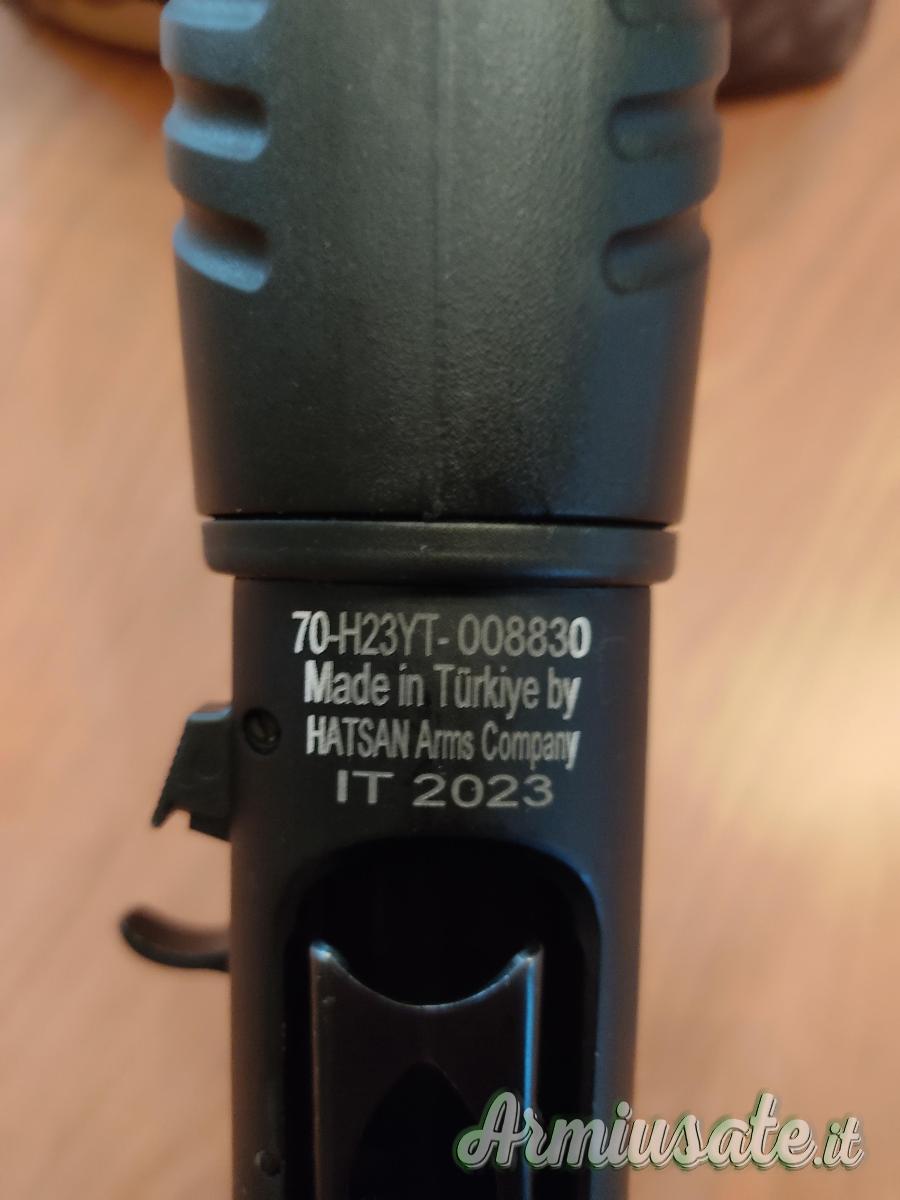 70-H23YT-008830
Made in Türkiye by
HATSAN Arms Company
IT 2023
Armiusate.it